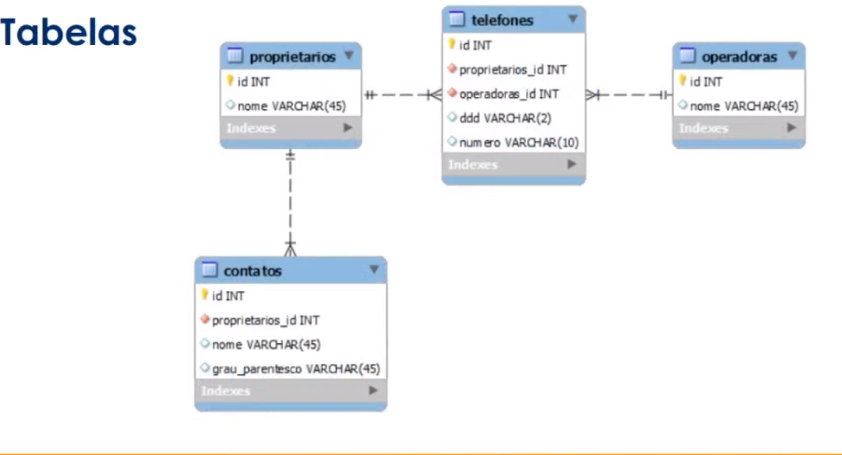 Tabelas
proprietarios
id INT
nome VARCHAR(45)
Indexes
telefones
id INT
proprietarios_id INT
operadoras_id INT
ddd VARCHAR(2)
numero VARCHAR(10)
Indexes
operadoras
id INT
nome VARCHAR(45)
Indexes
contatos
id INT
proprietarios_id INT
nome VARCHAR(45)
grau_parentesco VARCHAR(45)
Indexes